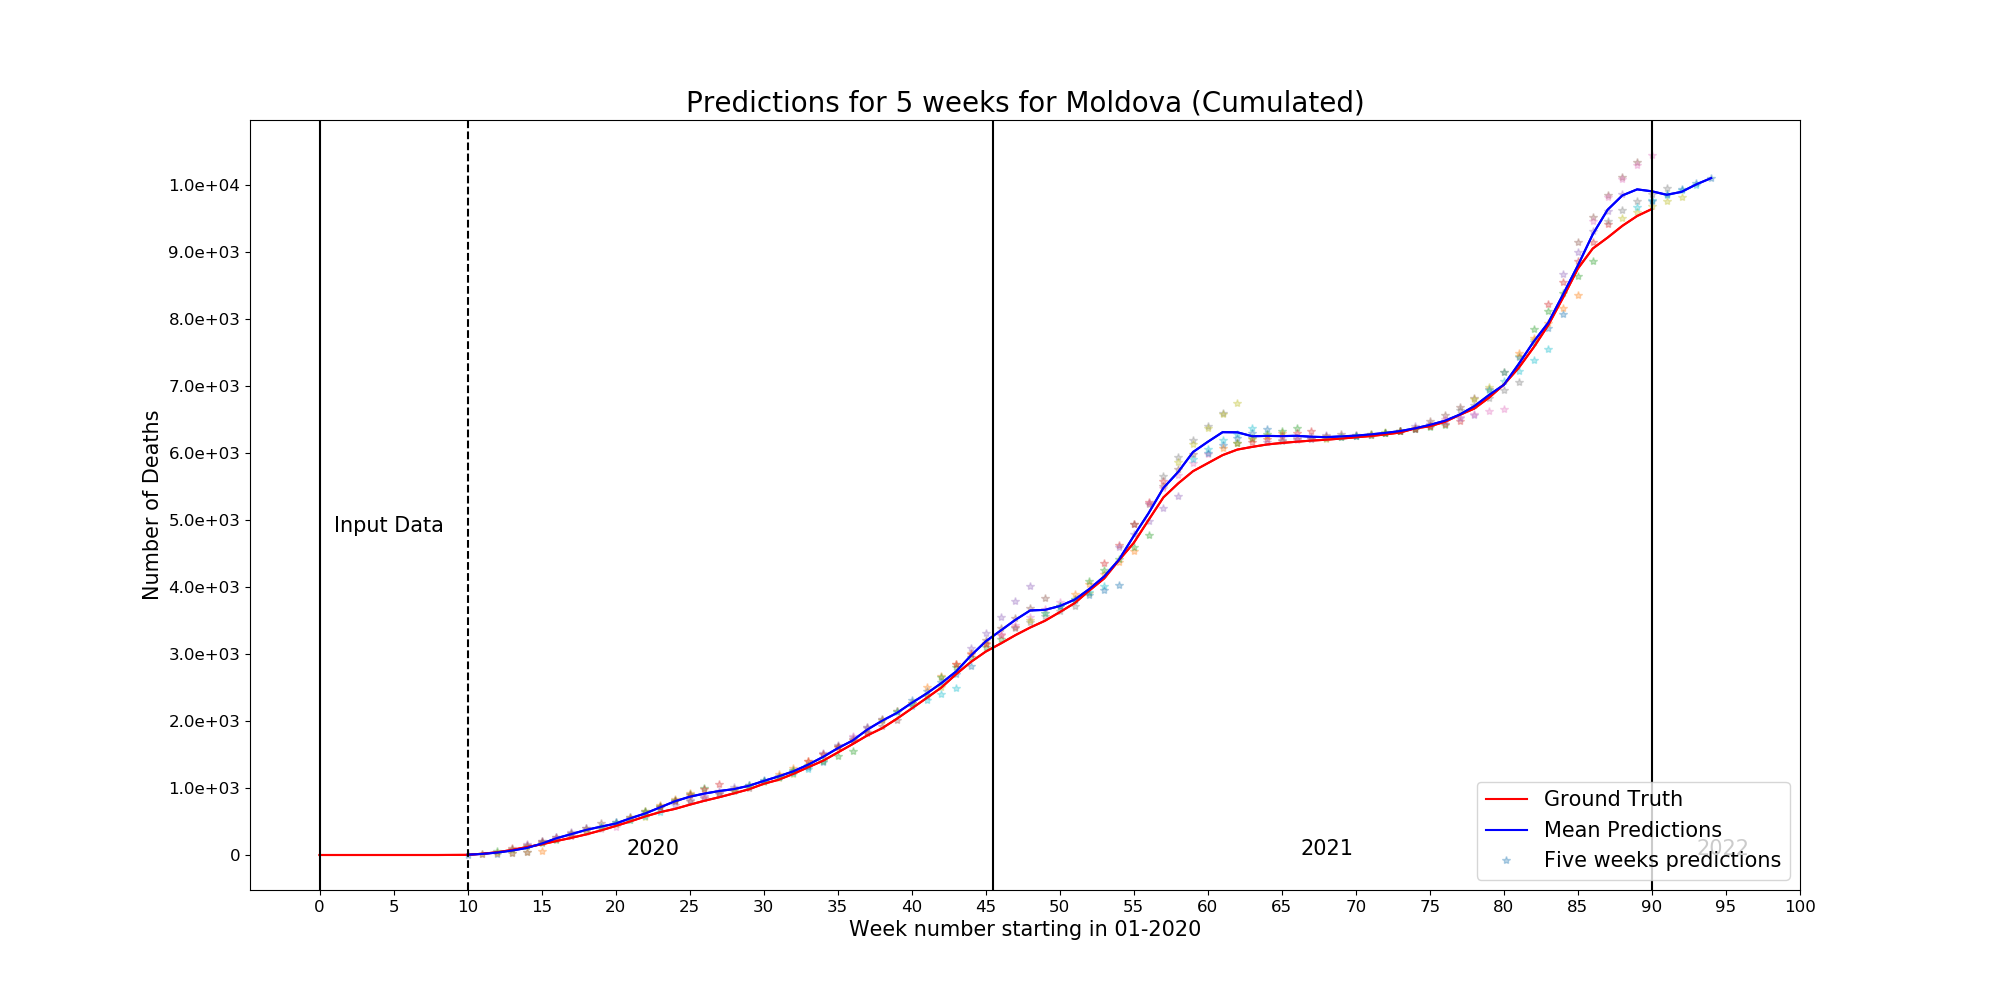 Predictions for 5 weeks for Moldova (Cumulated)
1.0e+04
9.0e+03
8.0e+03
7.0e+03
6.0e+03
5.0e+03
4.0e+03
3.0e+03
2.0e+03
1.0e+03
0
Number of Deaths
Input Data
2020
2021
2022
Ground Truth
Mean Predictions
Five weeks predictions
0 5 10 15 20 25 30 35 40 45 50 55 60 65 70 75 80 85 90 95 100
Week number starting in 01-2020